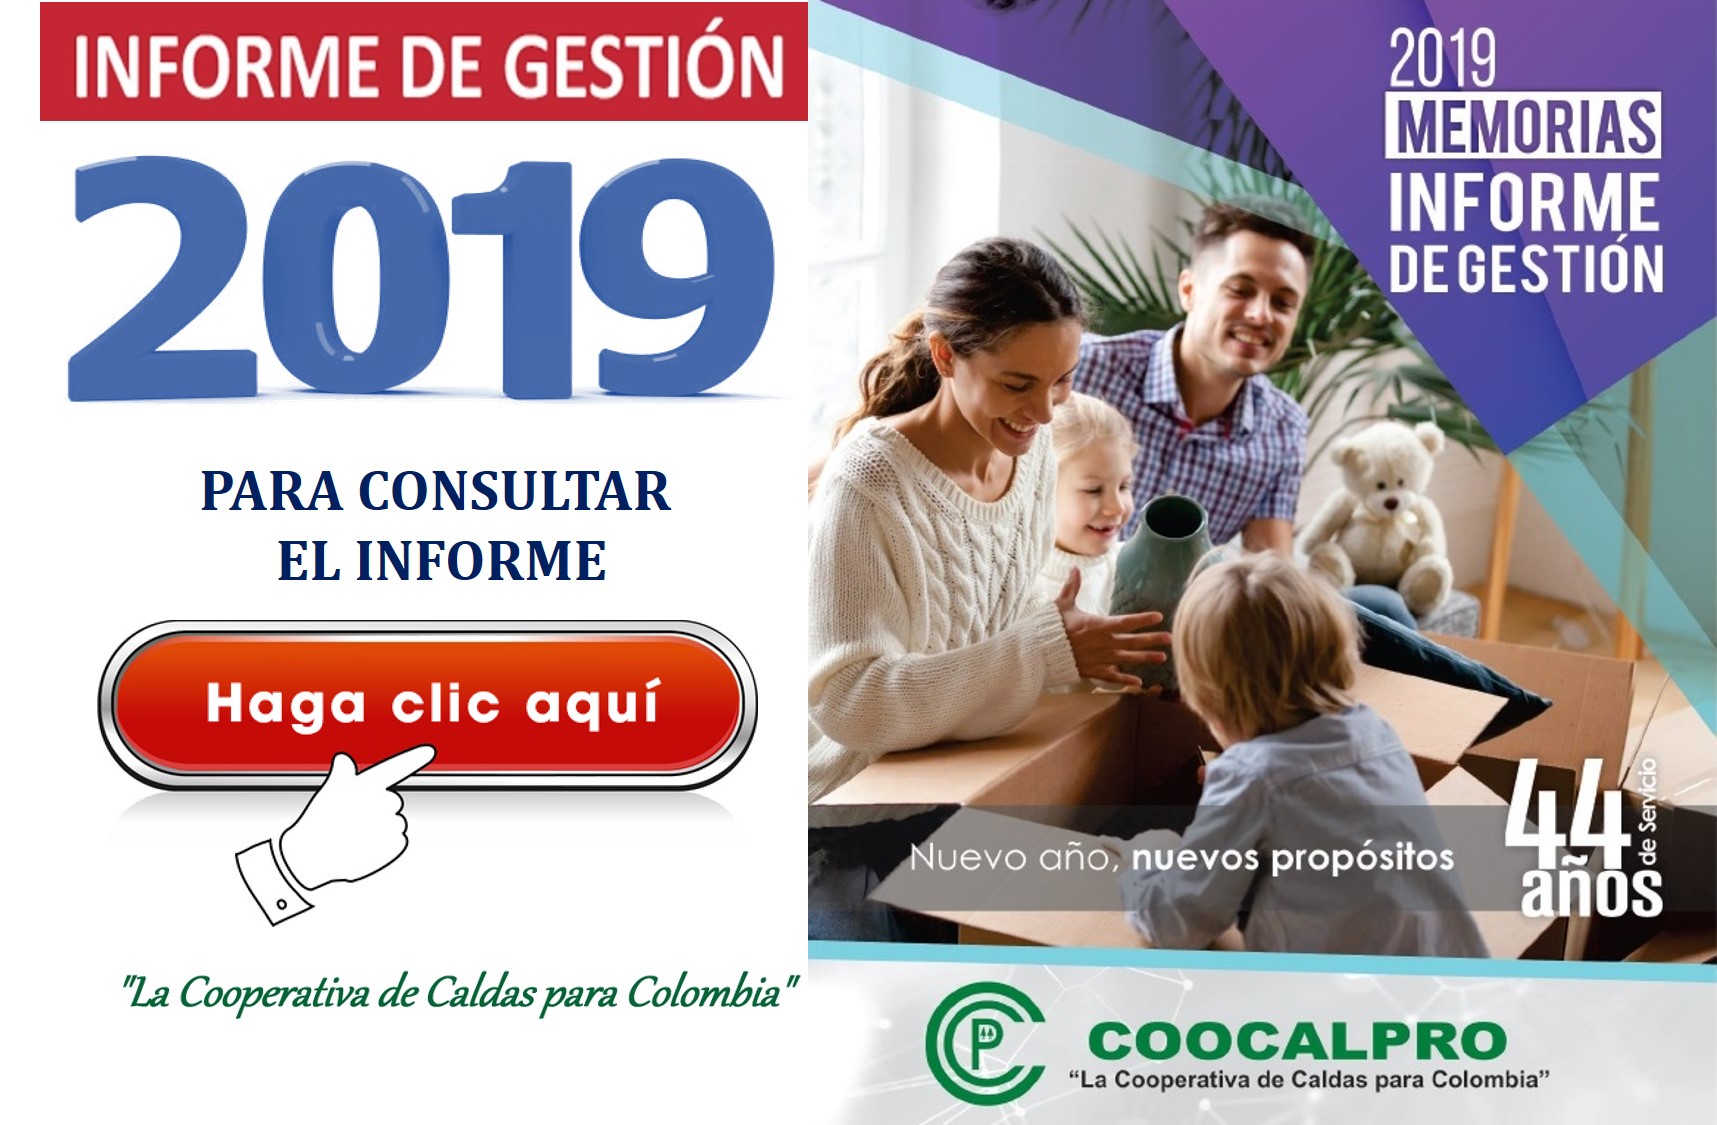 INFORME DE GESTIÓN
2019
PARA CONSULTAR
EL INFORME
Haga clic aquí
"La Cooperativa de Caldas para Colombia"
2019
MEMORIAS
INFORME
DE GESTIÓN
Nuevo año, nuevos propósitos
44
años
de Servicio
CCP
COOCALPRO
“La Cooperativa de Caldas para Colombia”